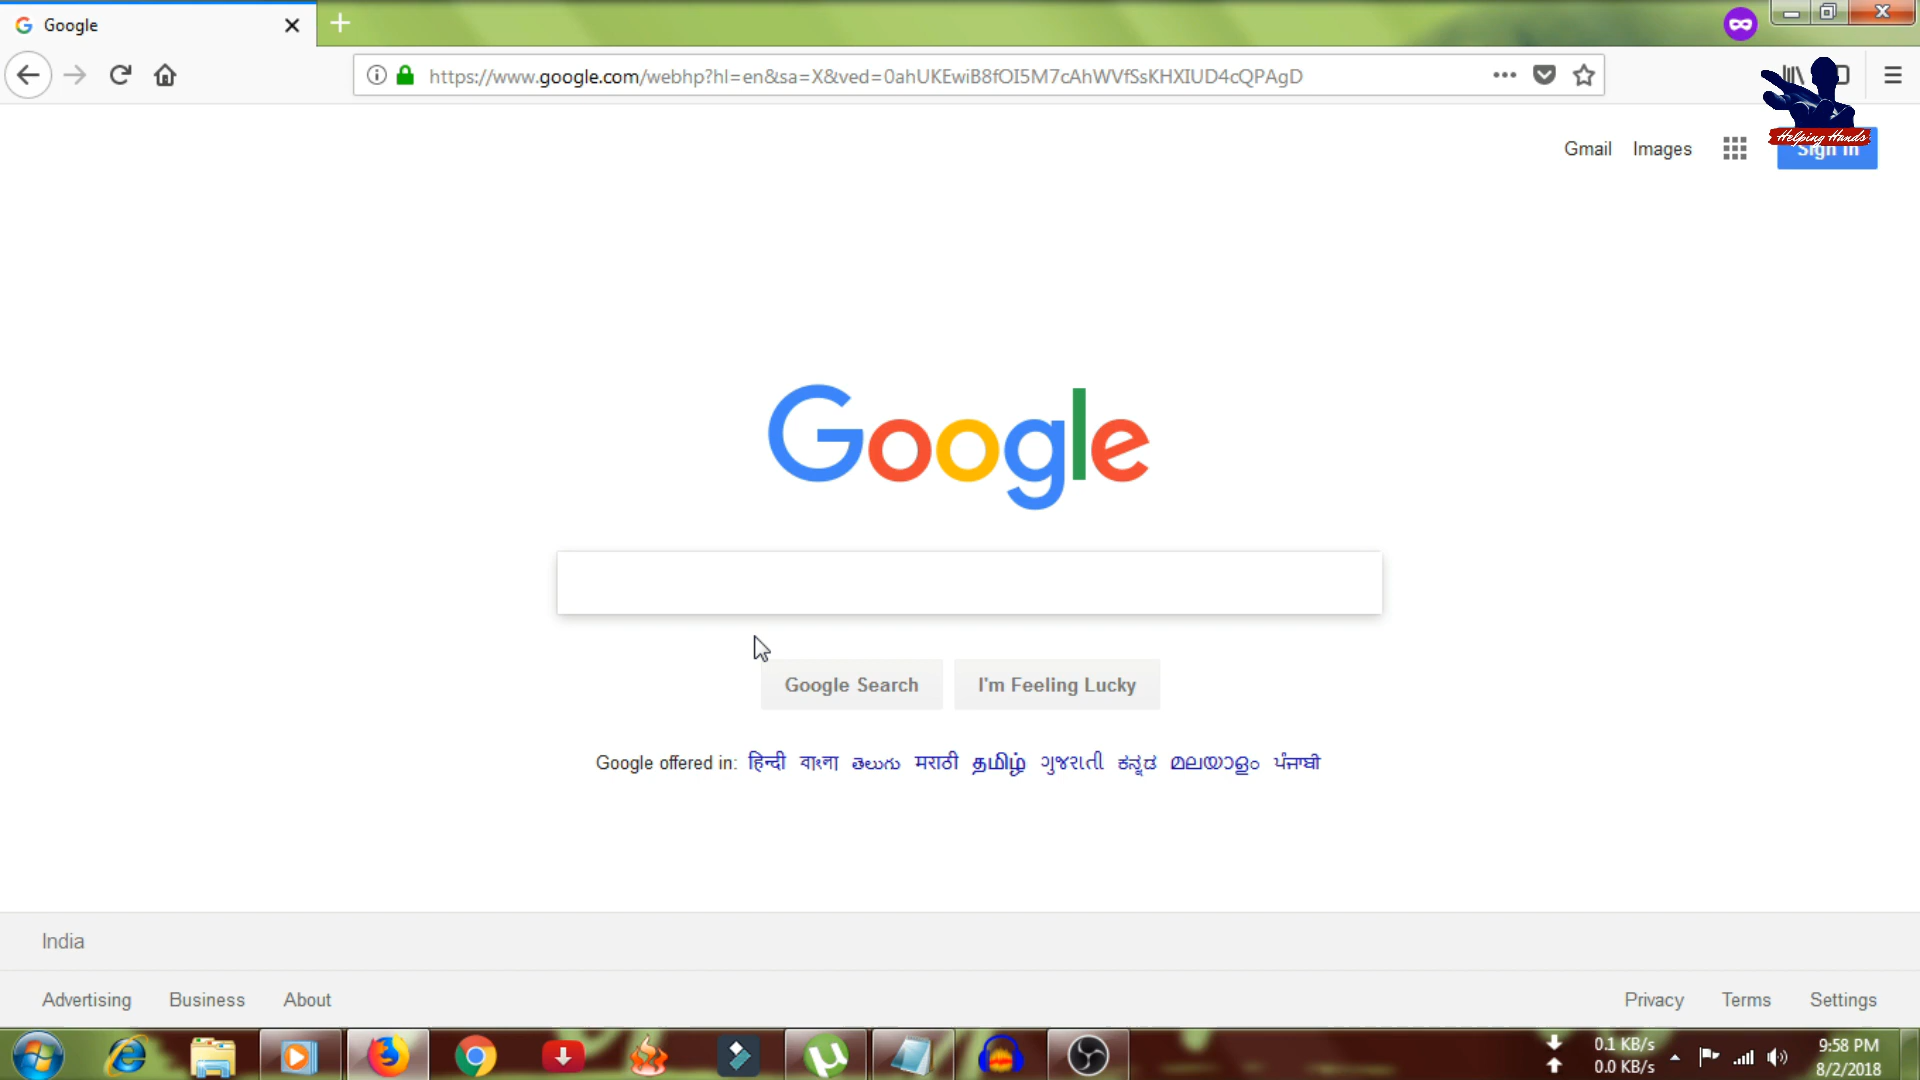 Google
https://www.google.com/webhp?hl=en&sa=X&ved=0ahUKEwiB8fOI5M7cAhWVfSsKHXIUD4cQPAgD
Helping Hands
Gmail Images Sign in
Google
Google Search I'm Feeling Lucky
Google offered in: हिन्दी বাংলা తెలుగు मराठी தமிழ் ગુજરાતી ಕನ್ನಡ മലയാളം ਪੰਜਾਬੀ
India
Advertising Business About Privacy Terms Settings
0.1 KB/s 9:58 PM
0.0 KB/s 8/2/2018